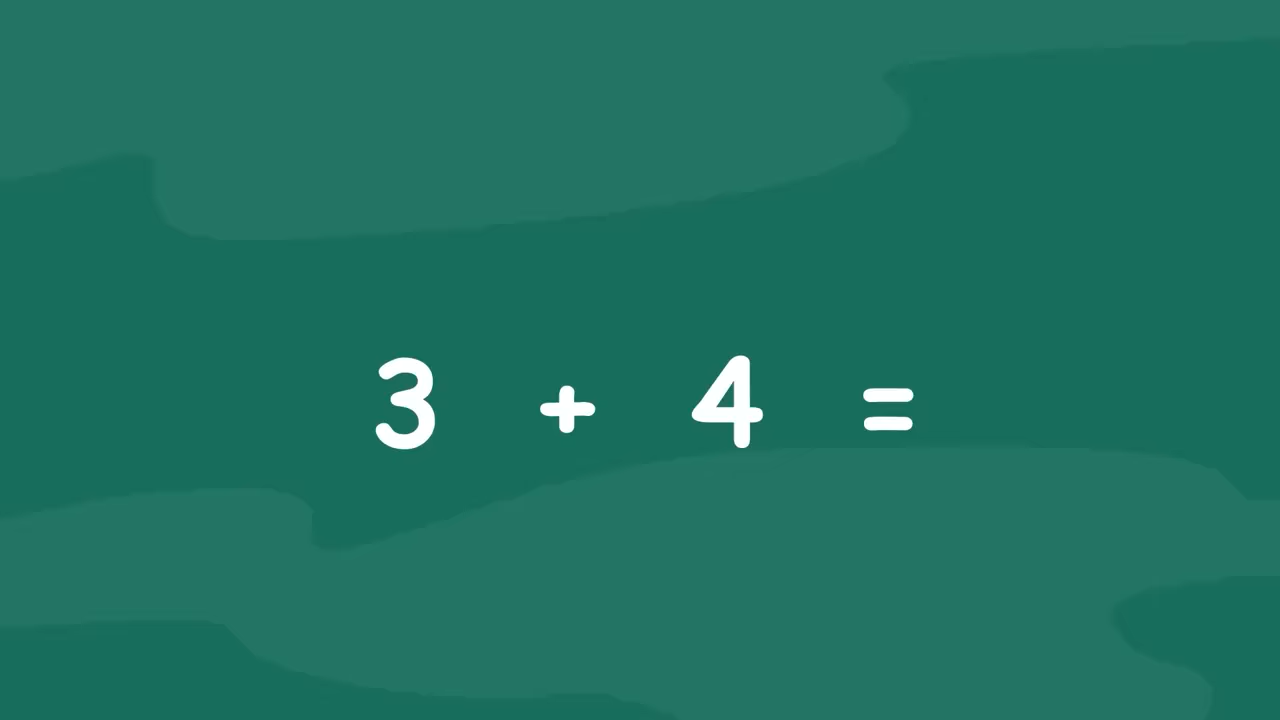 3 + 4 =